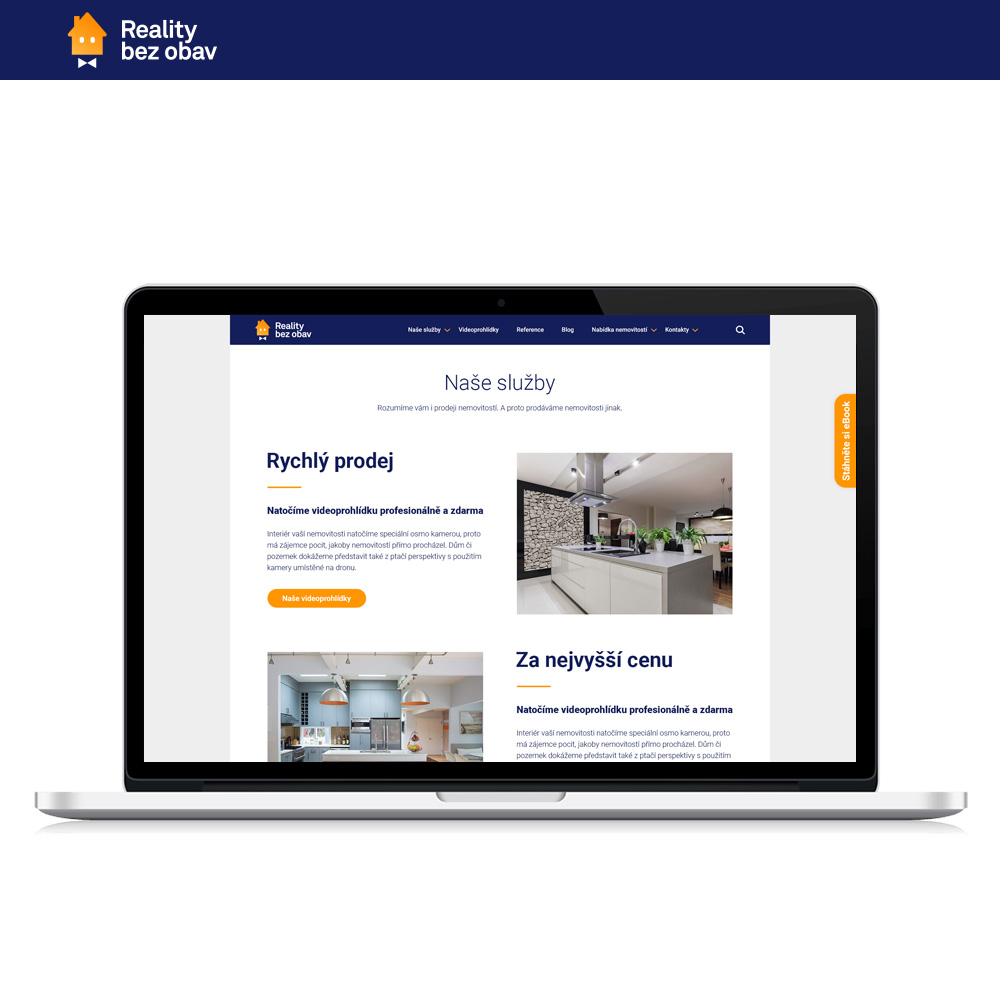 Reality
bez obav
Reality
bez obav
Naše služby
Videoprohlídky
Reference
Blog
Nabídka nemovitostí
Kontakty
Naše služby
Rozumíme vám i prodeji nemovitostí. A proto prodáváme nemovitosti jinak.
Stáhněte si eBook
Rychlý prodej
Natočíme videoprohlídku profesionálně a zdarma
Interiér vaší nemovitosti natočíme speciální osmo kamerou, proto
má zájemce pocit, jakoby nemovitostí přímo procházel. Dům či
pozemek dokážeme představit také z ptačí perspektivy s použitím
kamery umístěné na dronu.
Naše videoprohlídky
Za nejvyšší cenu
Natočíme videoprohlídku profesionálně a zdarma
Interiér vaší nemovitosti natočíme speciální osmo kamerou, proto
má zájemce pocit, jakoby nemovitostí přímo procházel. Dům či
pozemek dokážeme představit také z ptačí perspektivy s použitím